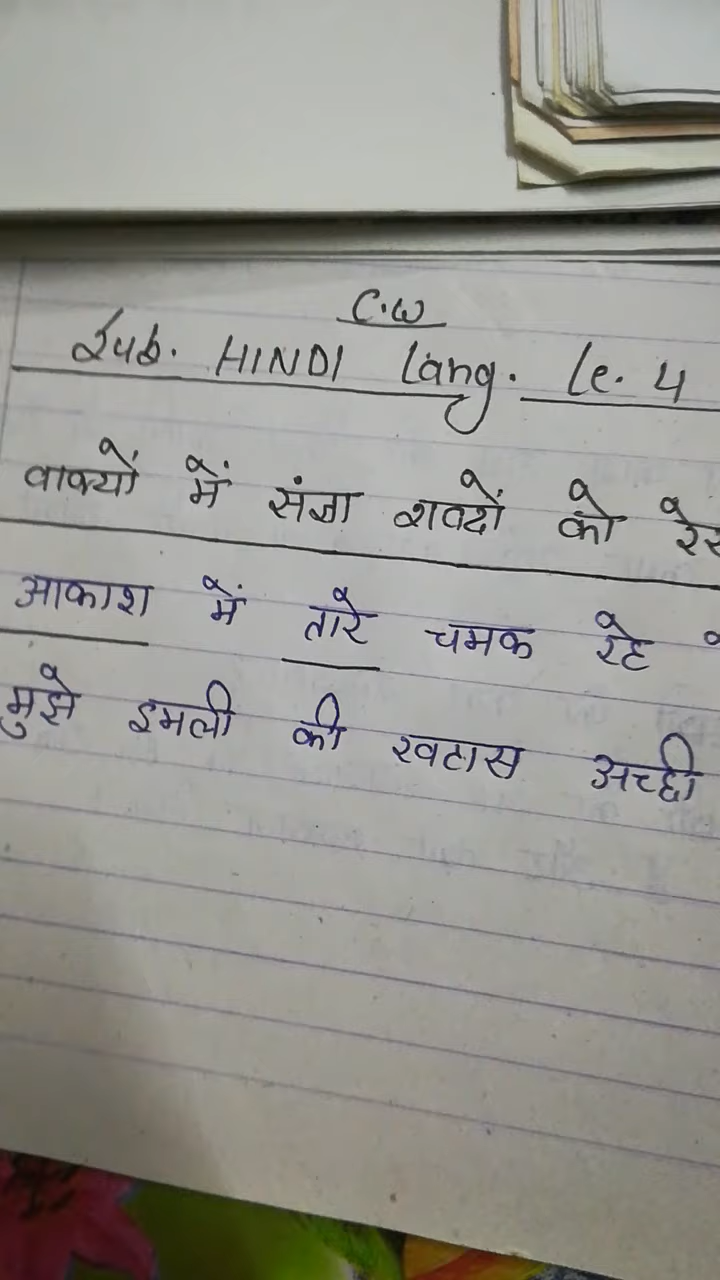 C.W
Sub. HINDI Lang. Le. 4
वाक्यों में संज्ञा शब्दों को
आकाश में तारे चमक रहे
मुझे इमली की खटास अच्छी